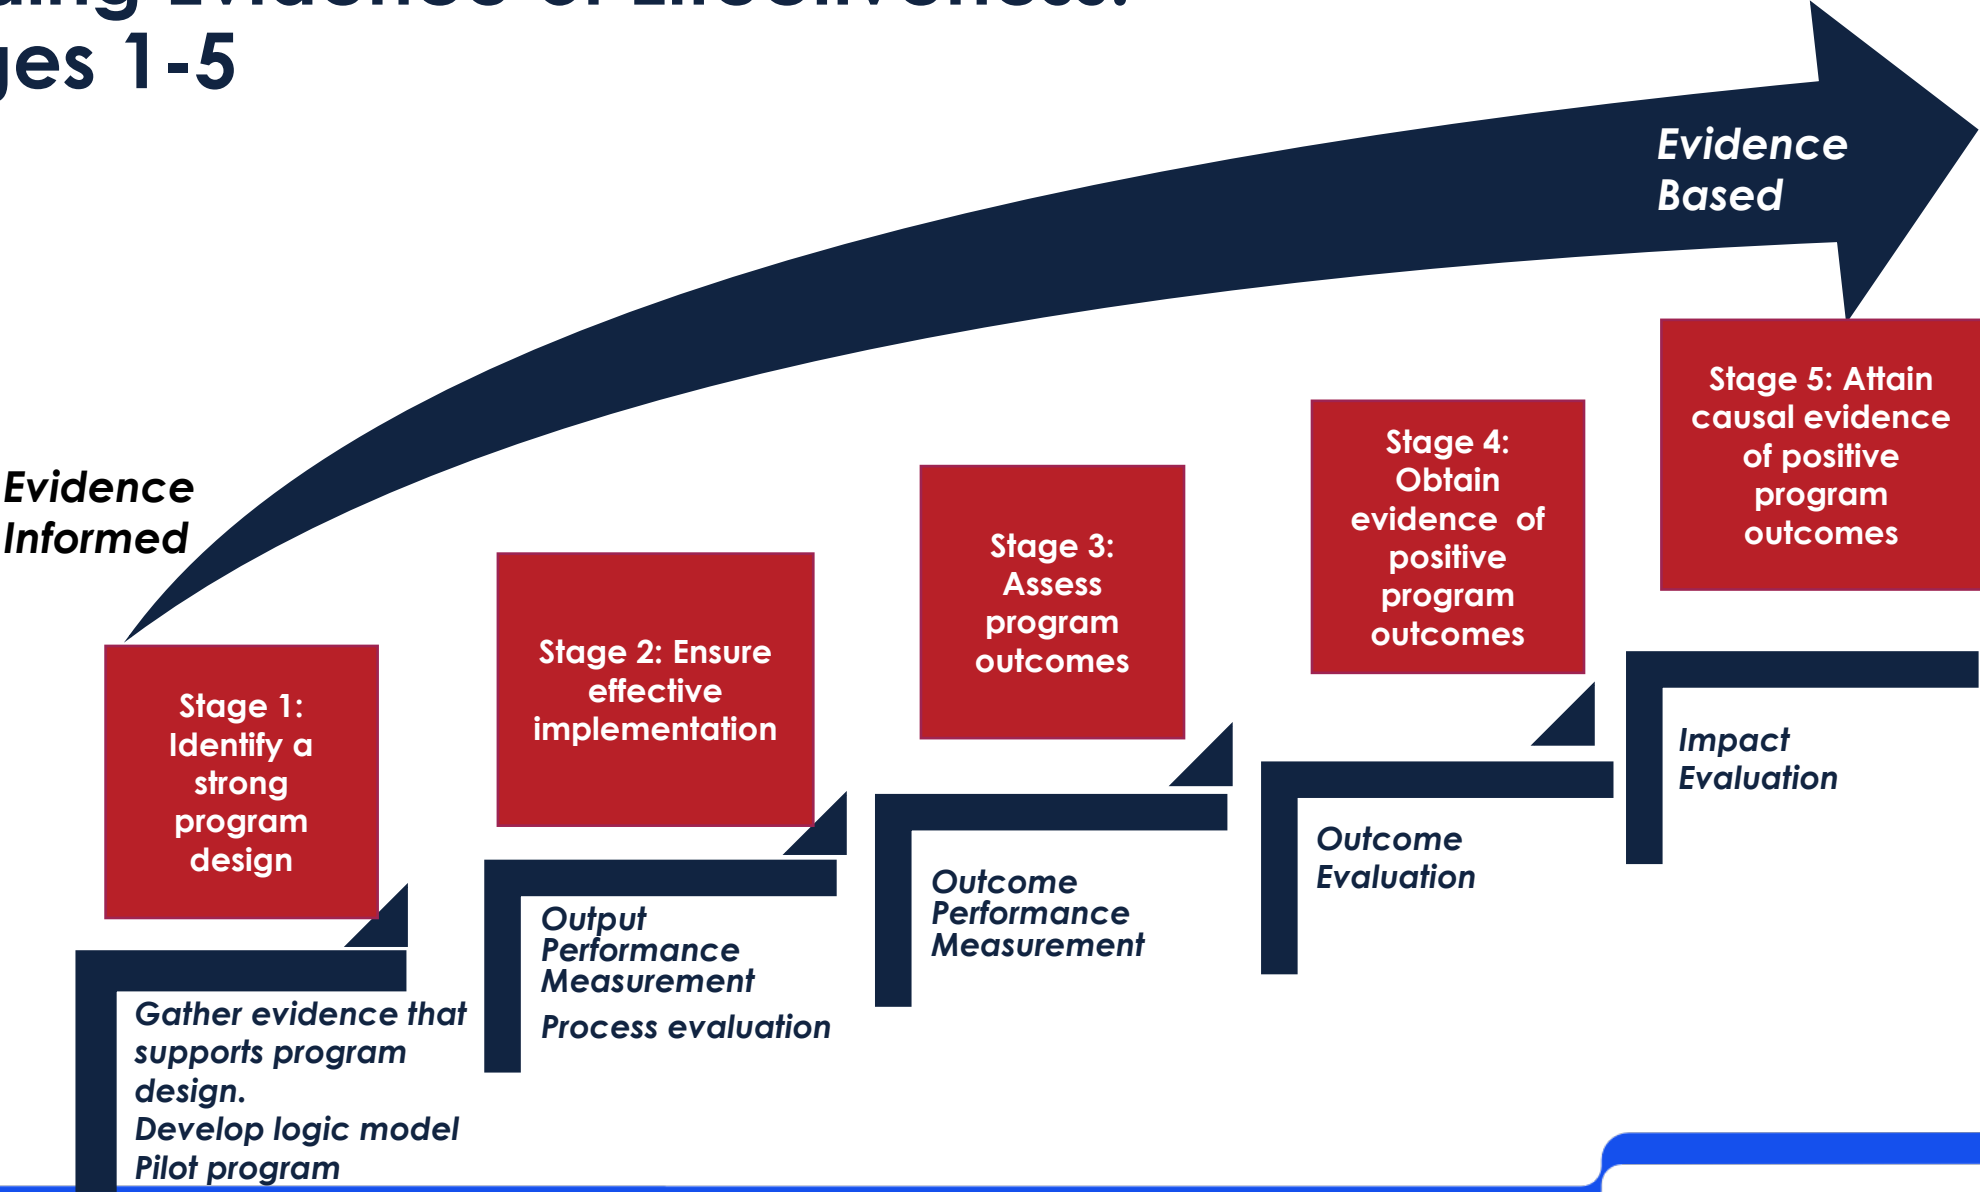 Evidence of Effectiveness:
1-5
Evidence
Based
Evidence
Informed
Stage 1:
Identify a
strong
program
design
Gather evidence that
supports program
design.
Develop logic model
Pilot program
Stage 2: Ensure
effective
implementation
Output
Performance
Measurement
Process evaluation
Stage 3:
Assess
program
outcomes
Outcome
Performance
Measurement
Stage 4:
Obtain
evidence of
positive
program
outcomes
Outcome
Evaluation
Stage 5: Attain
causal evidence
of positive
program
outcomes
Impact
Evaluation